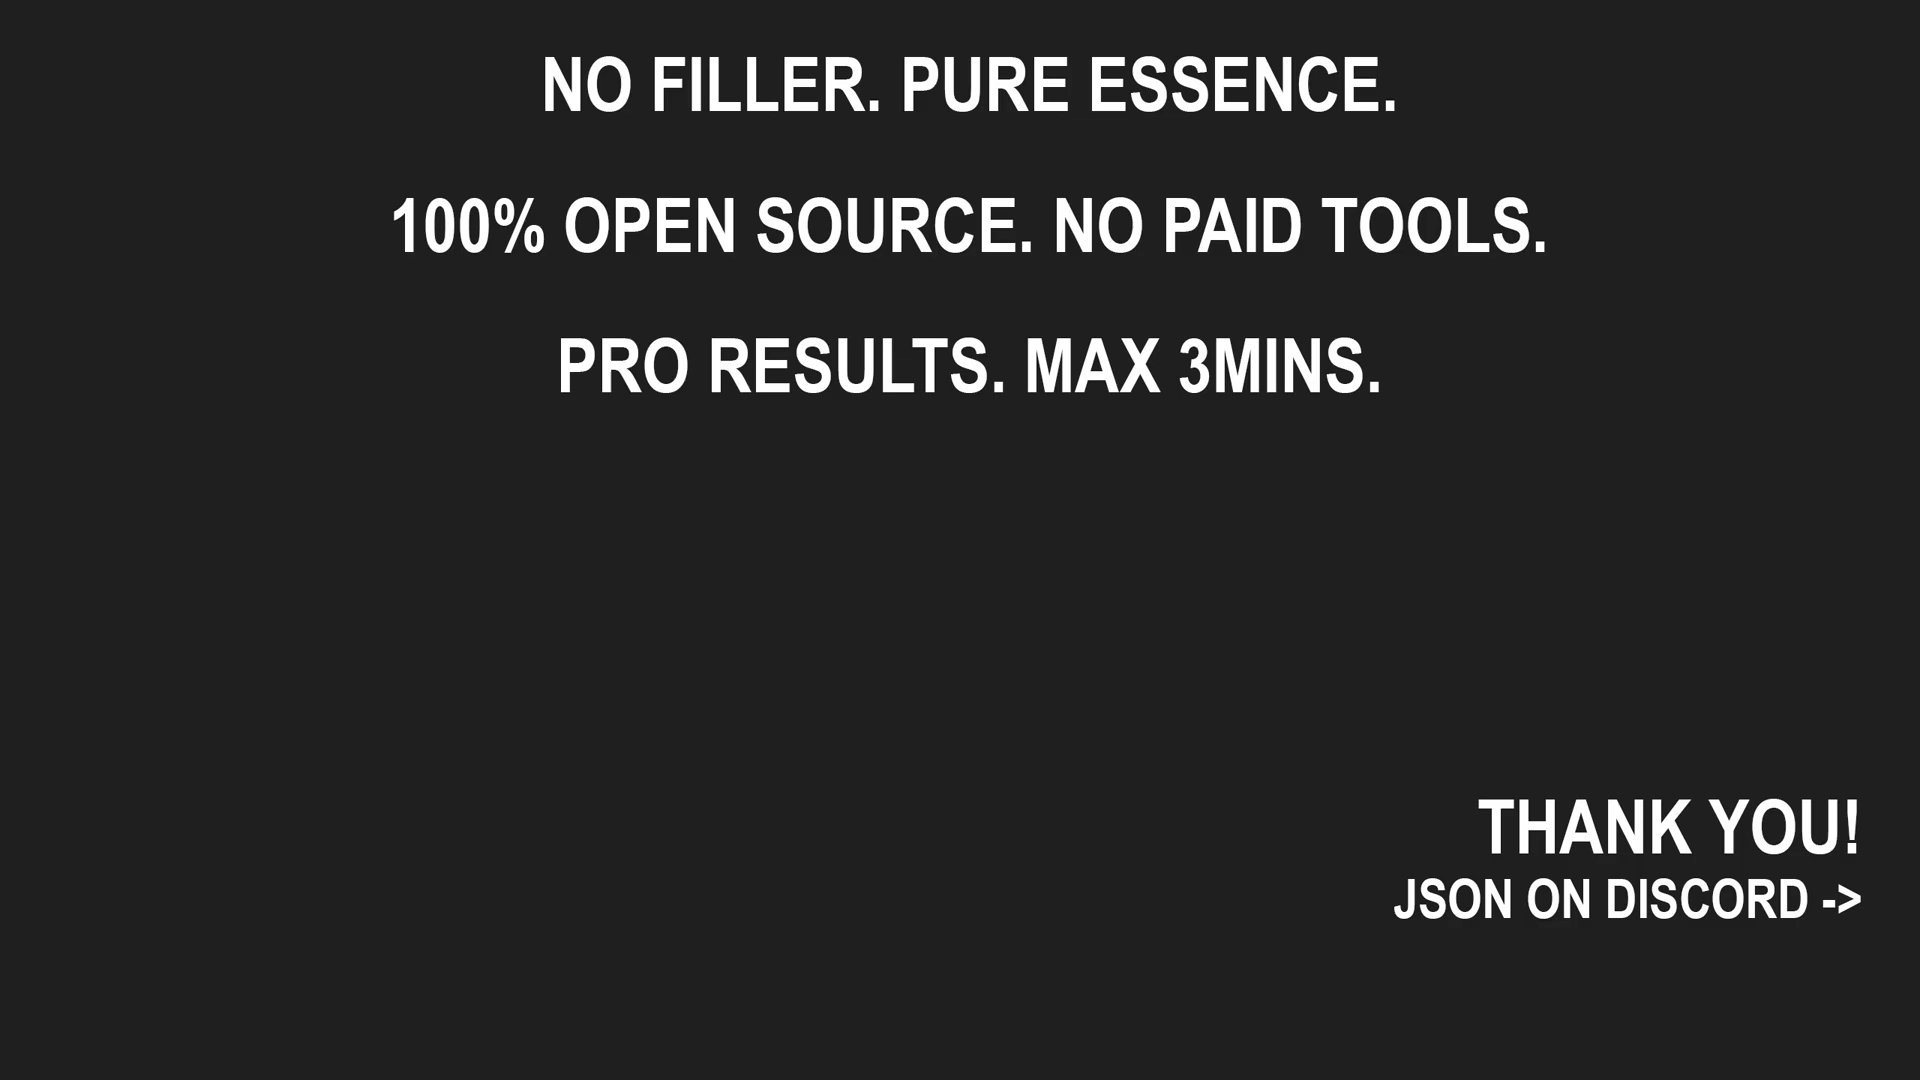 NO FILLER. PURE ESSENCE.
100% OPEN SOURCE. NO PAID TOOLS.
PRO RESULTS. MAX 3MINS.
THANK YOU!
JSON ON DISCORD ->